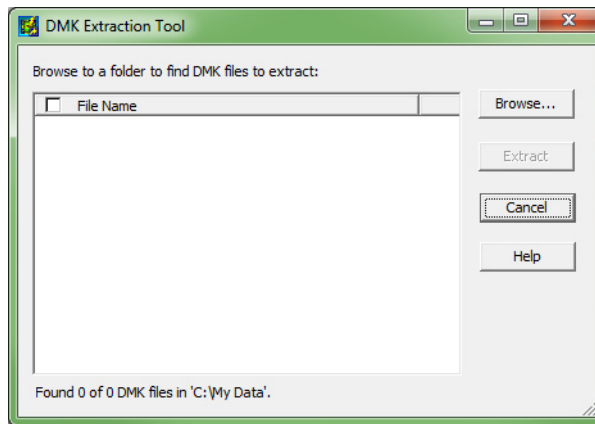 DMK Extraction Tool
Browse to a folder to find DMK files to extract:
File Name
Browse...
Extract
Cancel
Help
Found 0 of 0 DMK files in 'C:\My Data'.